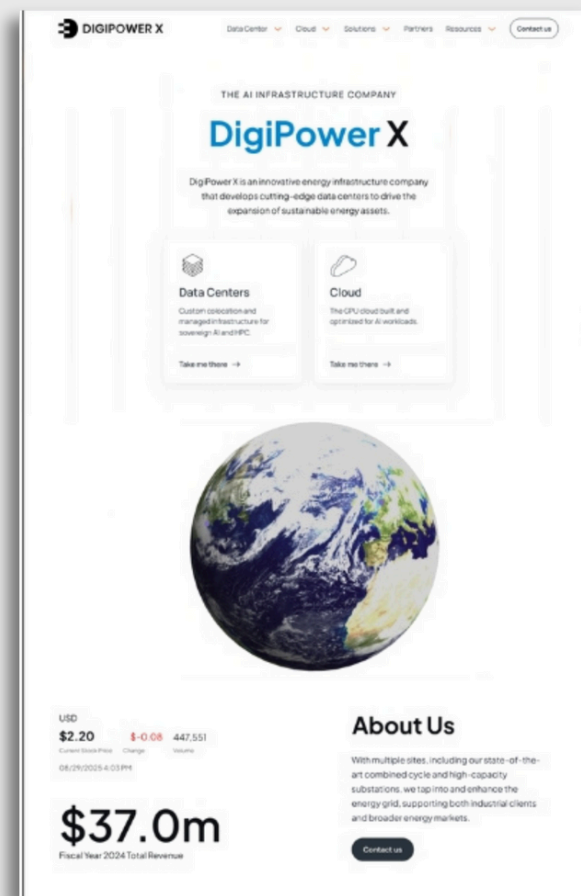 DIGIPOWER X
Data Center
Cloud
Solutions
Partners
Resources
Contact us
THE AI INFRASTRUCTURE COMPANY
DigiPower X
DigiPower X is an innovative energy infrastructure company
that develops cutting-edge data centers to drive the
expansion of sustainable energy assets.
Data Centers
Custom colocation and
managed infrastructure for
sovereign AI and HPC.
Take me there →
Cloud
The GPU cloud built and
optimized for AI workloads.
Take me there →
USD
$2.20
$-0.08
447,551
Current Stock Price
Change
Volume
08/29/2025 4:03 PM
$37.0m
Fiscal Year 2024 Total Revenue
About Us
With multiple sites, including our state-of-the-
art combined cycle and high-capacity
substations, we tap into and enhance the
energy grid, supporting both industrial clients
and broader energy markets.
Contact us